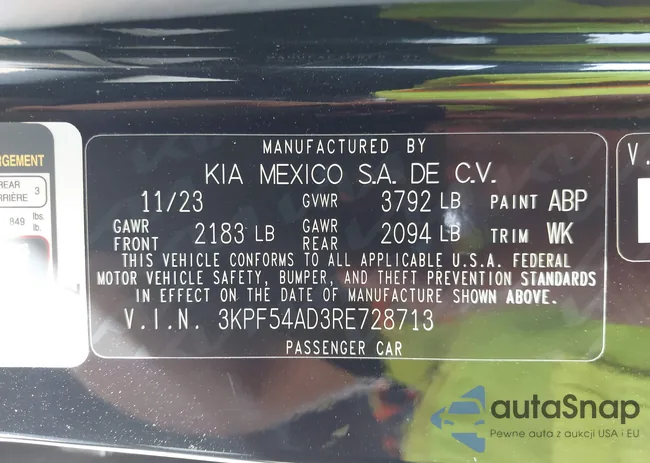 RGEMENT
REAR
RRIÈRE 3
849 lbs.
lb.
MANUFACTURED BY
KIA MEXICO S.A. DE C.V.
11/23 GVWR 3792 LB PAINT ABP
GAWR FRONT 2183 LB GAWR REAR 2094 LB TRIM WK
THIS VEHICLE CONFORMS TO ALL APPLICABLE U.S.A. FEDERAL
MOTOR VEHICLE SAFETY, BUMPER, AND THEFT PREVENTION STANDARDS
IN EFFECT ON THE DATE OF MANUFACTURE SHOWN ABOVE.
V.I.N. 3KPF54AD3RE728713
PASSENGER CAR
V.
autaSnap
Pewne auta z aukcji USA i EU